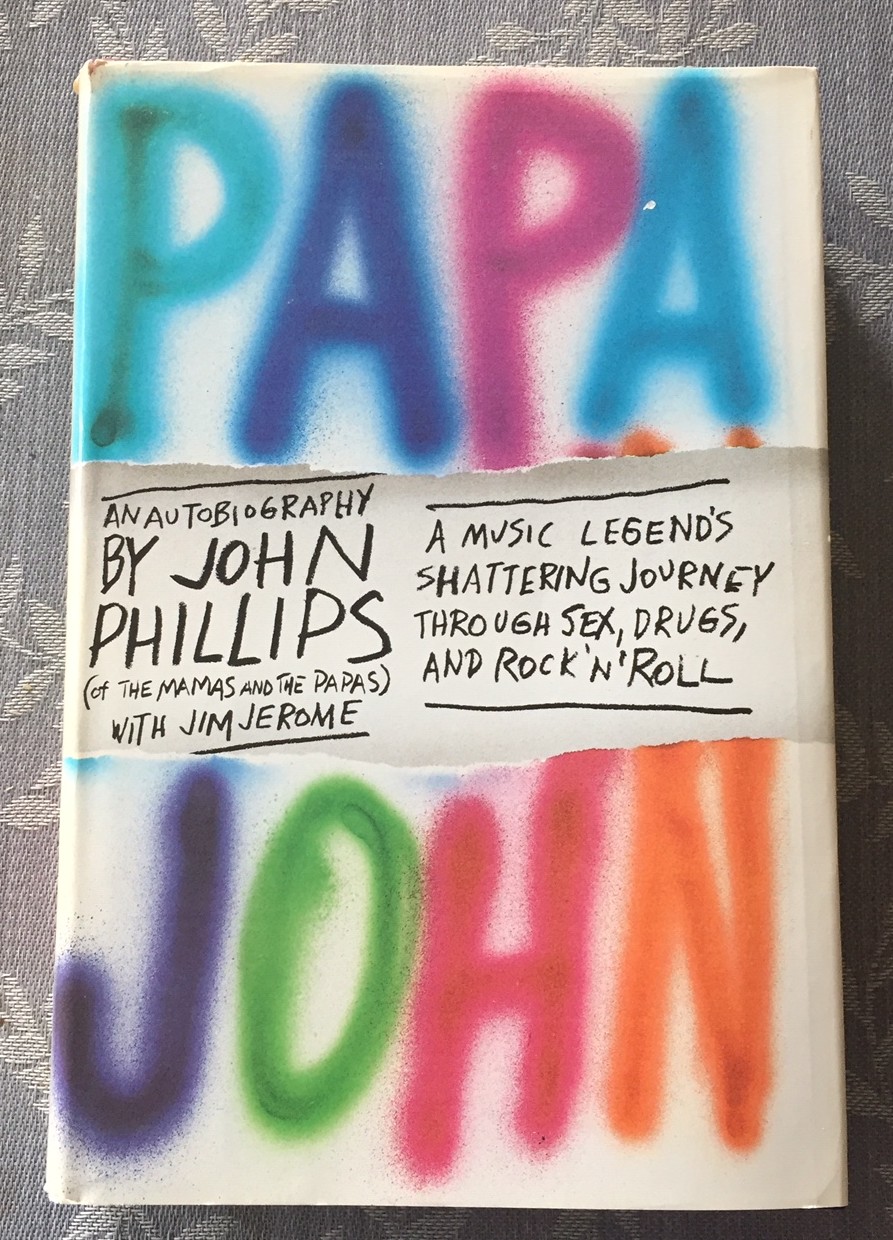 PAPA
AN AUTOBIOGRAPHY
BY JOHN
PHILLIPS
(of THE MAMAS AND THE PAPAS)
WITH JIM JEROME
A MUSIC LEGEND'S
SHATTERING JOURNEY
THROUGH SEX, DRUGS,
AND ROCK 'N' ROLL
JOHN